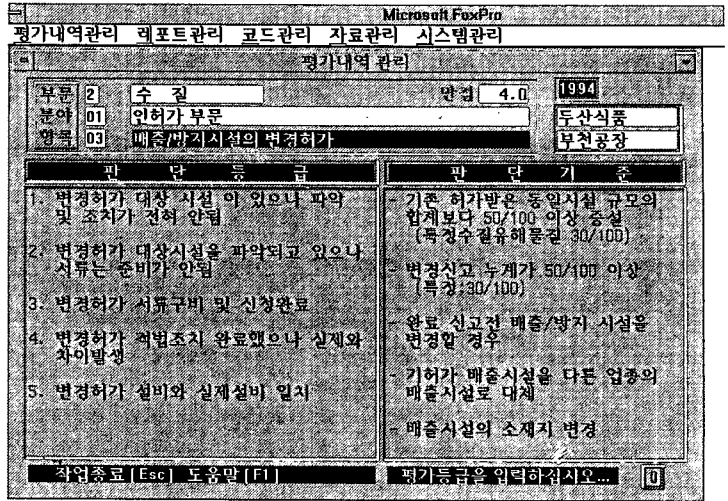 Microsoft FoxPro
평가내역관리 레포트관리 코드관리 자료관리 시스템관리
평가내역 관리
부문 2 수 질 만점 4.0 1994
분야 01 인허가 부문 두산식품
항목 03 배출/방지시설의 변경허가 부천공장
판 단 등 급
1. 변경허가 대상 시설 이 있으나 파악
및 조치가 전혀 안됨
2. 변경허가 대상시설을 파악되고 있으나
서류는 준비가 안됨
3. 변경허가 서류구비 및 신청완료
4. 변경허가 적법조치 완료했으나 실제와
차이발생
5. 변경허가 설비와 실제설비 일치
판 단 기 준
- 기존 허가받은 동일시설 규모의
합계보다 50/100 이상 증설
(특정수질유해물질 30/100)
- 변경신고 누계가 50/100 이상
(특정:30/100)
- 완료 신고전 배출/방지 시설을
변경할 경우
- 기허가 배출시설을 다른 업종의
배출시설로 대체
- 배출시설의 소재지 변경
작업종료[Esc] 도움말[F1] 평가등급을 입력하십시오... 0